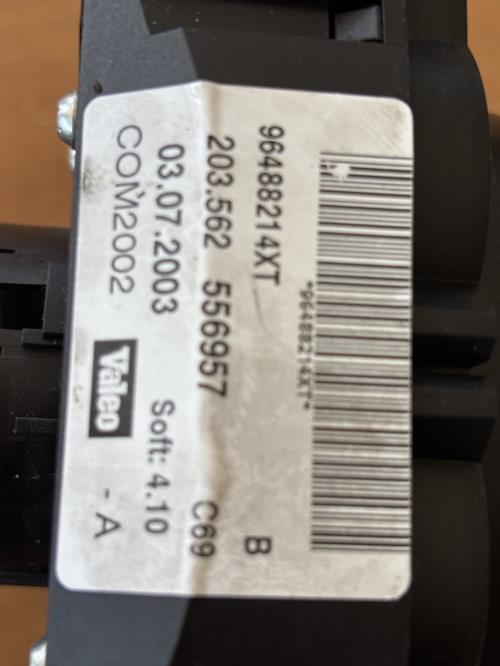 *96488214XT*
96488214XT B
203.562 556957 C69
03.07.2003 Soft: 4.10
COM2002 Valeo - A